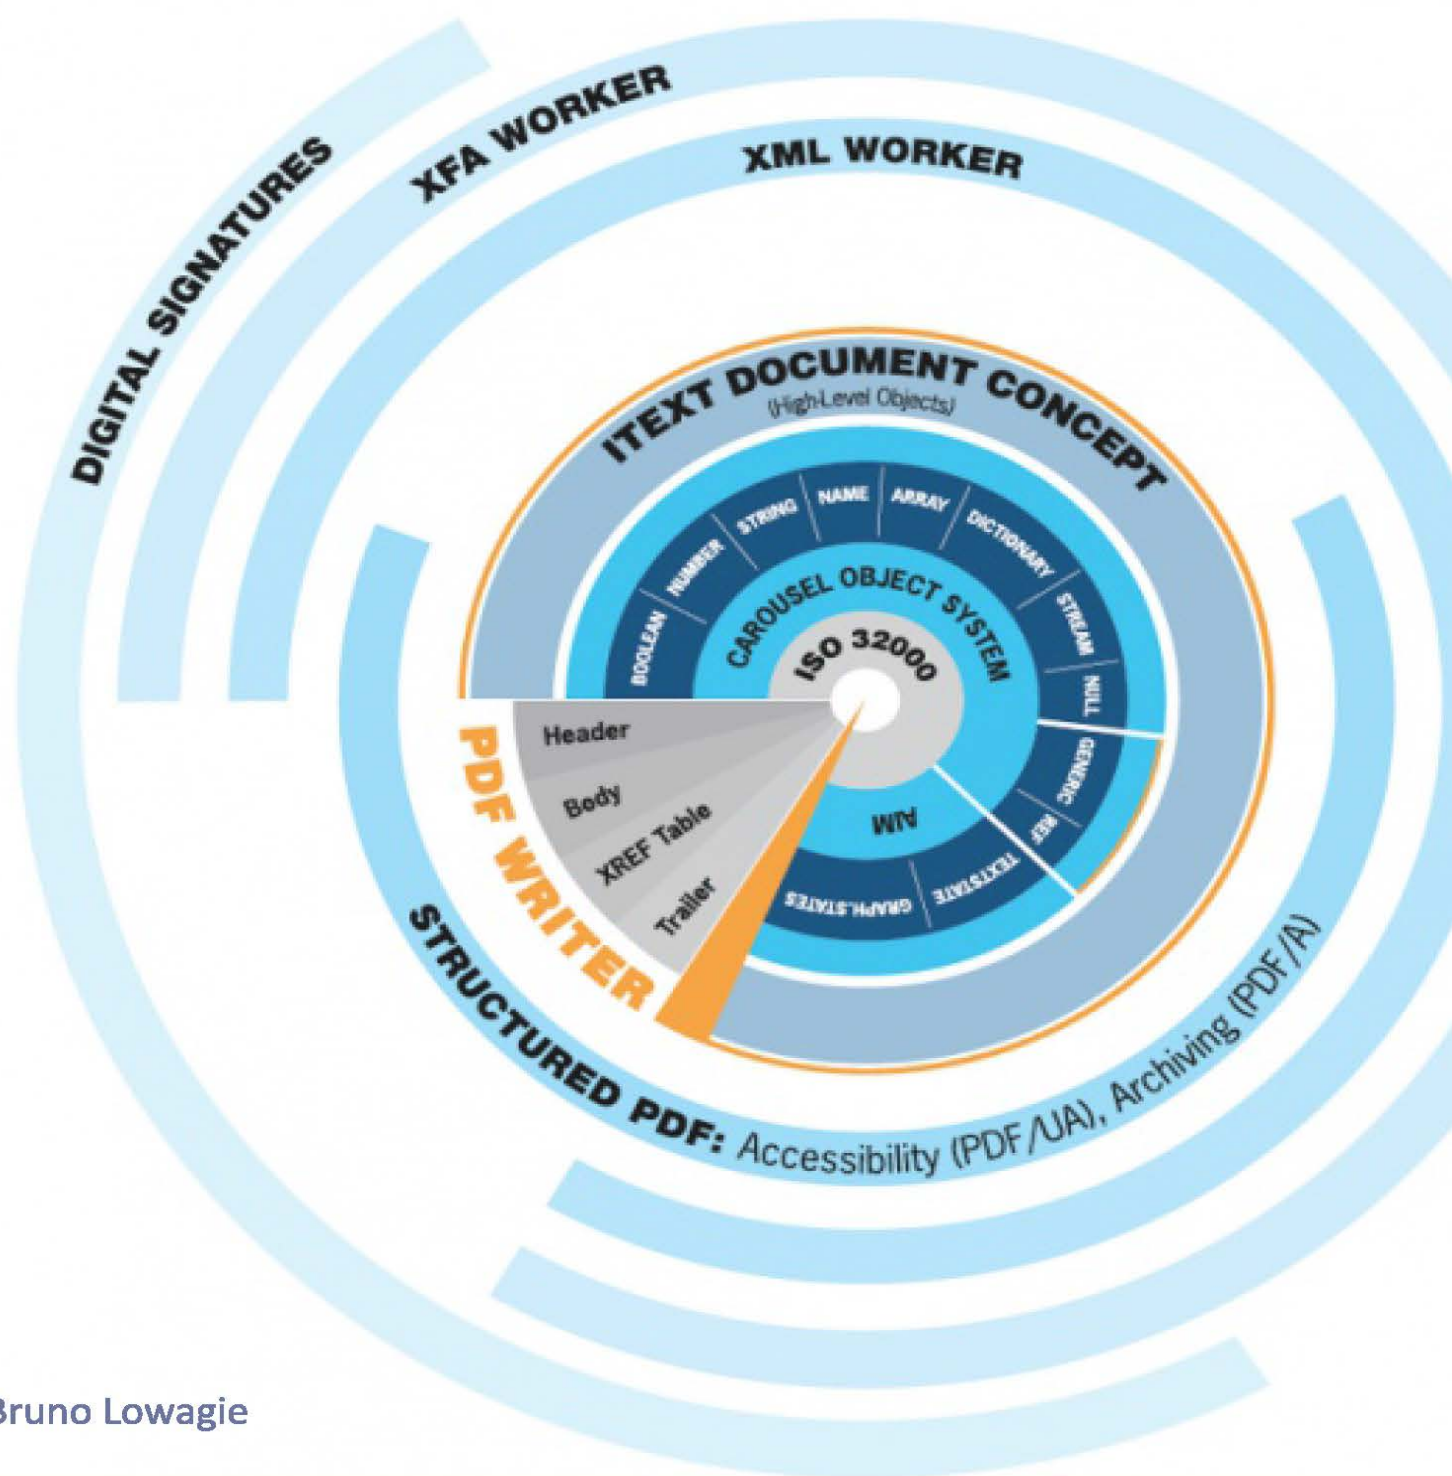 DIGITAL SIGNATURES
XFA WORKER
XML WORKER
ITEXT DOCUMENT CONCEPT
(High-Level Objects)
BOOLEAN
NUMBER
STRING
NAME
ARRAY
DICTIONARY
STREAM
NULL
GENERIC
REF
TEXTSTATE
GRAPH.STATES
CAROUSEL OBJECT SYSTEM
AIM
ISO 32000
Header
Body
XREF Table
Trailer
PDF WRITER
STRUCTURED PDF: Accessibility (PDF/UA), Archiving (PDF/A)
Bruno Lowagie